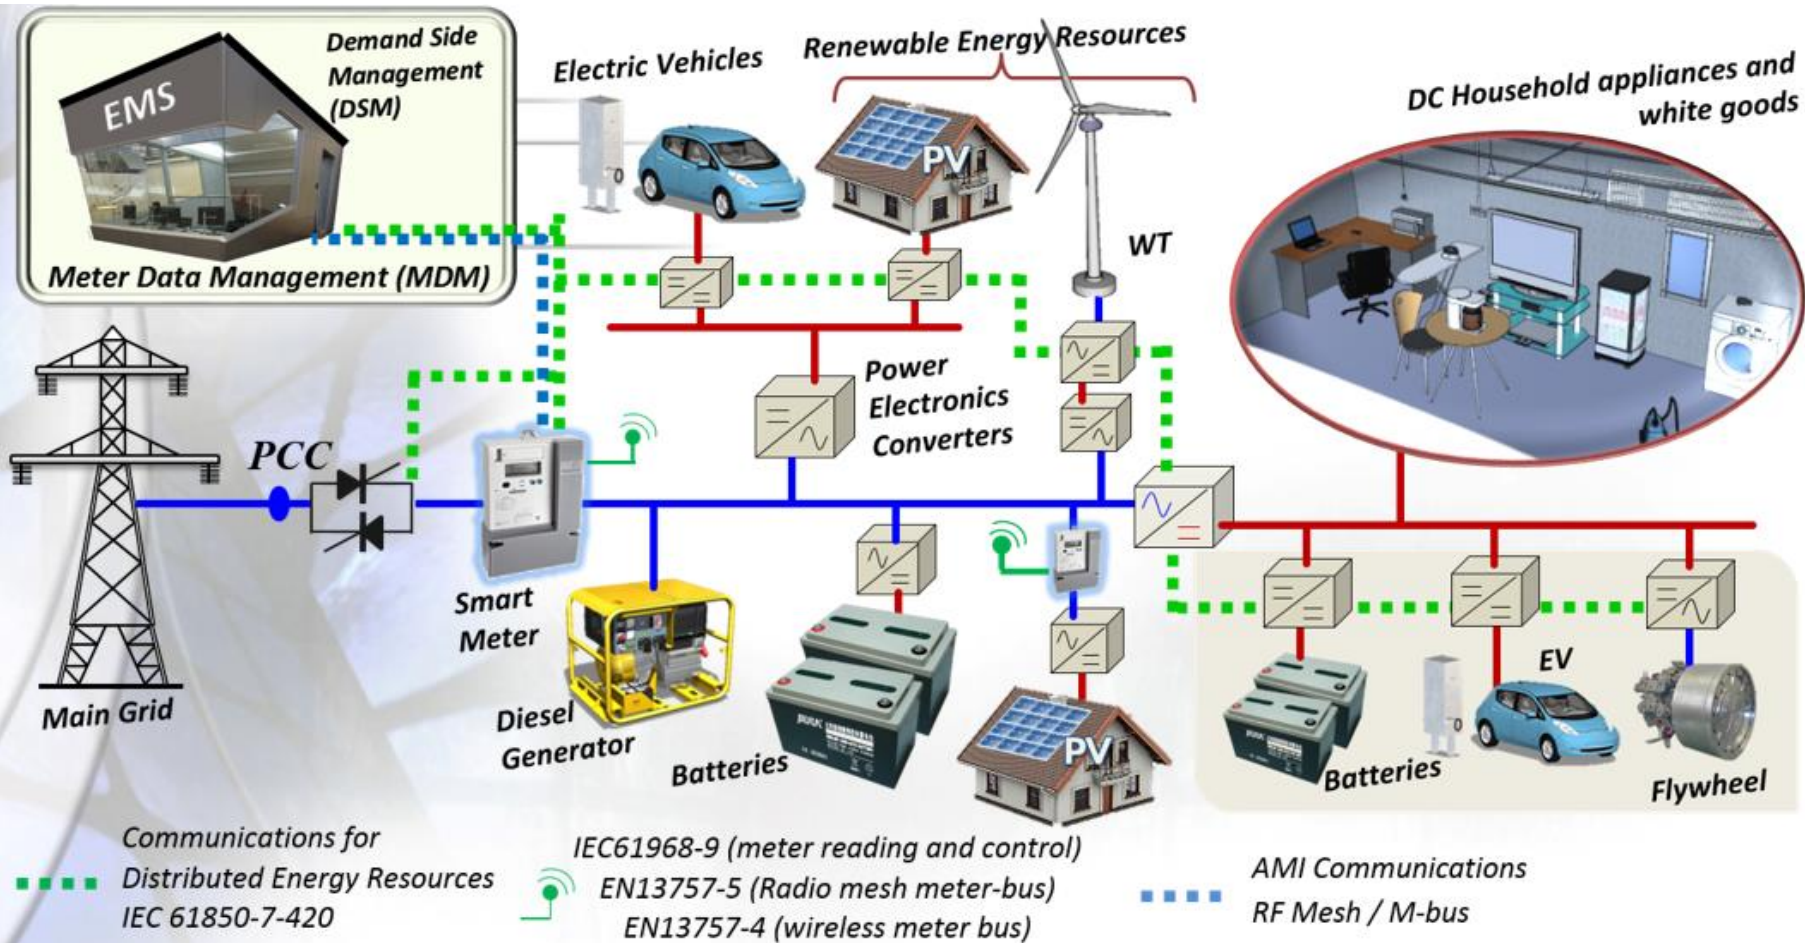 EMS
Demand Side
Management
(DSM)
Meter Data Management (MDM)
Electric Vehicles
Renewable Energy Resources
PV
WT
DC Household appliances and
white goods
Power
Electronics
Converters
PCC
Smart
Meter
Main Grid
Diesel
Generator
Batteries
PV
Batteries
EV
Flywheel
Communications for
Distributed Energy Resources
IEC 61850-7-420
IEC61968-9 (meter reading and control)
EN13757-5 (Radio mesh meter-bus)
EN13757-4 (wireless meter bus)
AMI Communications
RF Mesh / M-bus